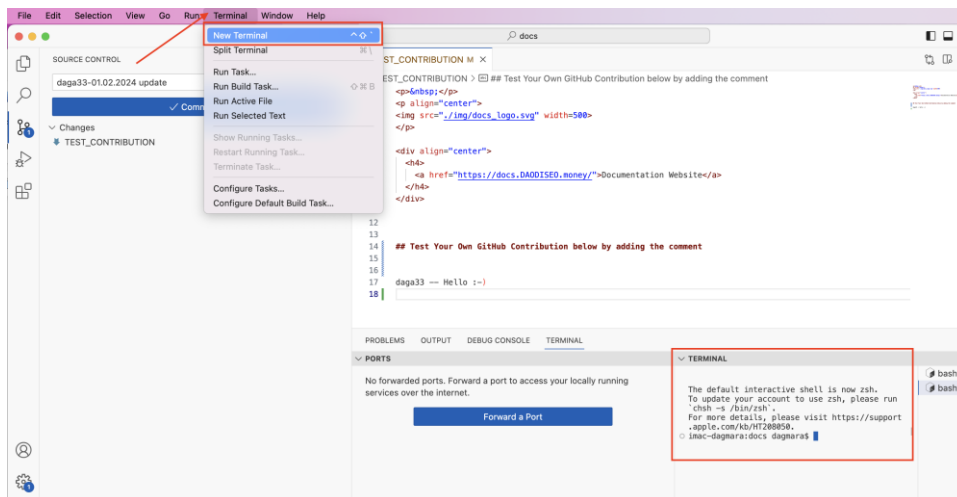 File Edit Selection View Go Run Terminal Window Help
New Terminal ^⇧`
Split Terminal ⌘\
Run Task...
Run Build Task... ⇧⌘B
Run Active File
Run Selected Text
Show Running Tasks...
Restart Running Task...
Terminate Task...
Configure Tasks...
Configure Default Build Task...
docs
SOURCE CONTROL
daga33-01.02.2024 update
✓ Comm
Changes
TEST_CONTRIBUTION
1
1
ST_CONTRIBUTION M ×
EST_CONTRIBUTION > ## Test Your Own GitHub Contribution below by adding the comment
<p>&nbsp;</p>
<p align="center">
<img src="./img/docs_logo.svg" width=500>
</p>
<div align="center">
<h4>
<a href="https://docs.DAODISEO.money/">Documentation Website</a>
</h4>
</div>
12
13
14 ## Test Your Own GitHub Contribution below by adding the comment
15
16
17 daga33 -- Hello :-)
18
PROBLEMS OUTPUT DEBUG CONSOLE TERMINAL
PORTS
No forwarded ports. Forward a port to access your locally running
services over the internet.
Forward a Port
TERMINAL
The default interactive shell is now zsh.
To update your account to use zsh, please run
`chsh -s /bin/zsh`.
For more details, please visit https://support
.apple.com/kb/HT208050.
imac-dagmara:docs dagmara$
bash
bash